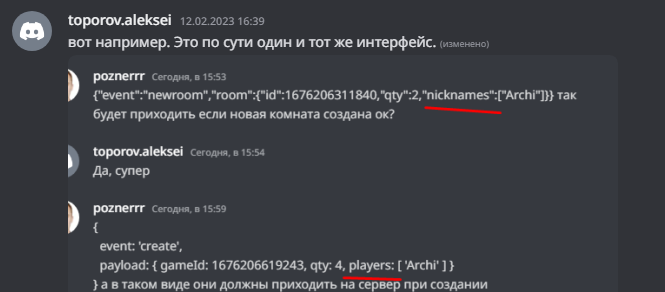 toporov.aleksei 12.02.2023 16:39
вот например. Это по сути один и тот же интерфейс. (изменено)
poznerrr Сегодня, в 15:53
{"event":"newroom","room":{"id":1676206311840,"qty":2,"nicknames":["Archi"]}} так
будет приходить если новая комната создана ок?
toporov.aleksei Сегодня, в 15:54
Да, супер
poznerrr Сегодня, в 15:59
{
event: 'create',
payload: { gameId: 1676206619243, qty: 4, players: [ 'Archi' ] }
} а в таком виде они должны приходить на сервер при создании